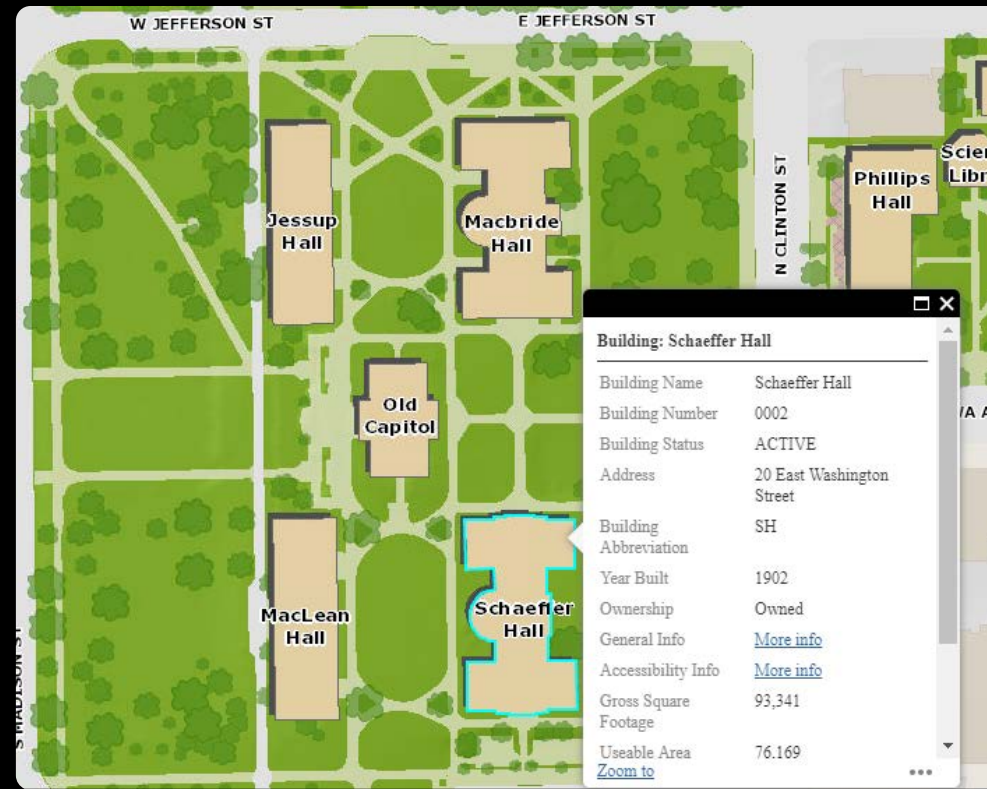 W JEFFERSON ST
E JEFFERSON ST
N CLINTON ST
S MADISON ST
Jessup
Hall
Macbride
Hall
Phillips
Hall
Old
Capitol
MacLean
Hall
Schaeffer
Hall
Building: Schaeffer Hall
Building Name Schaeffer Hall
Building Number 0002
Building Status ACTIVE
Address 20 East Washington
Street
Building SH
Abbreviation
Year Built 1902
Ownership Owned
General Info More info
Accessibility Info More info
Gross Square 93,341
Footage
Useable Area 76.169
Zoom to